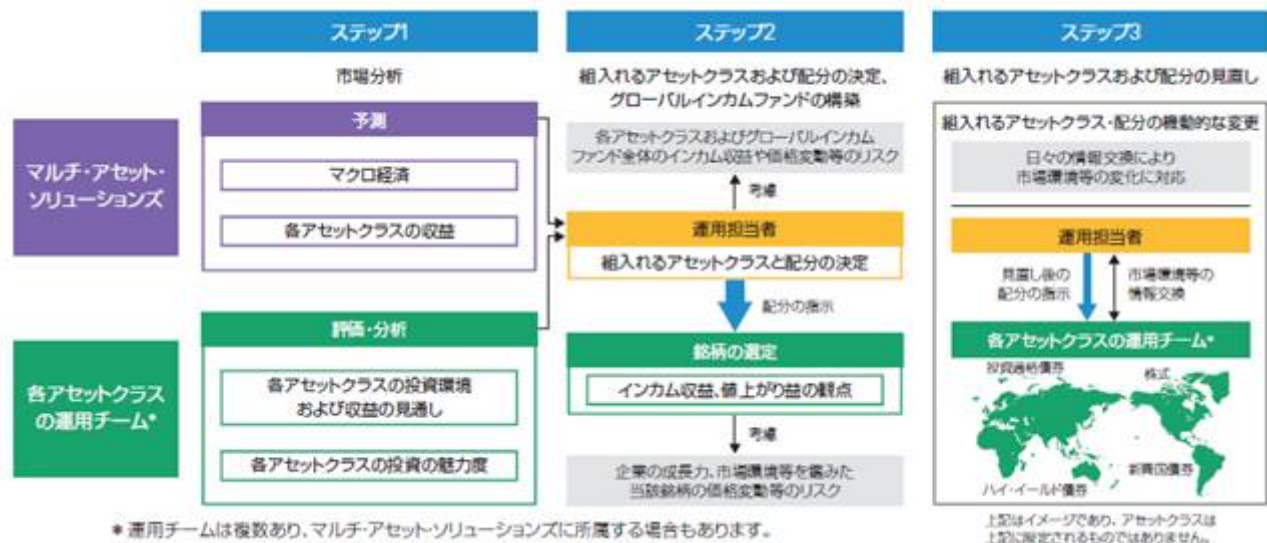 ステップ1
市場分析
マルチ・アセット・
ソリューションズ
予測
マクロ経済
各アセットクラスの収益
各アセットクラス
の運用チーム*
評価・分析
各アセットクラスの投資環境
および収益の見通し
各アセットクラスの投資の魅力度
ステップ2
組入れるアセットクラスおよび配分の決定、
グローバルインカムファンドの構築
各アセットクラスおよびグローバルインカム
ファンド全体のインカム収益や価格変動等のリスク
考慮
運用担当者
組入れるアセットクラスと配分の決定
配分の指示
銘柄の選定
インカム収益、値上がり益の観点
考慮
企業の成長力、市場環境等を鑑みた
当該銘柄の価格変動等のリスク
ステップ3
組入れるアセットクラスおよび配分の見直し
組入れるアセットクラス・配分の機動的な変更
日々の情報交換により
市場環境等の変化に対応
運用担当者
見直し後の
配分の指示
市場環境等の
情報交換
各アセットクラスの運用チーム*
投資適格債券
株式
新興国債券
ハイ・イールド債券
上記はイメージであり、アセットクラスは
上記に限定されるものではありません。
* 運用チームは複数あり、マルチ・アセット・ソリューションズに所属する場合もあります。